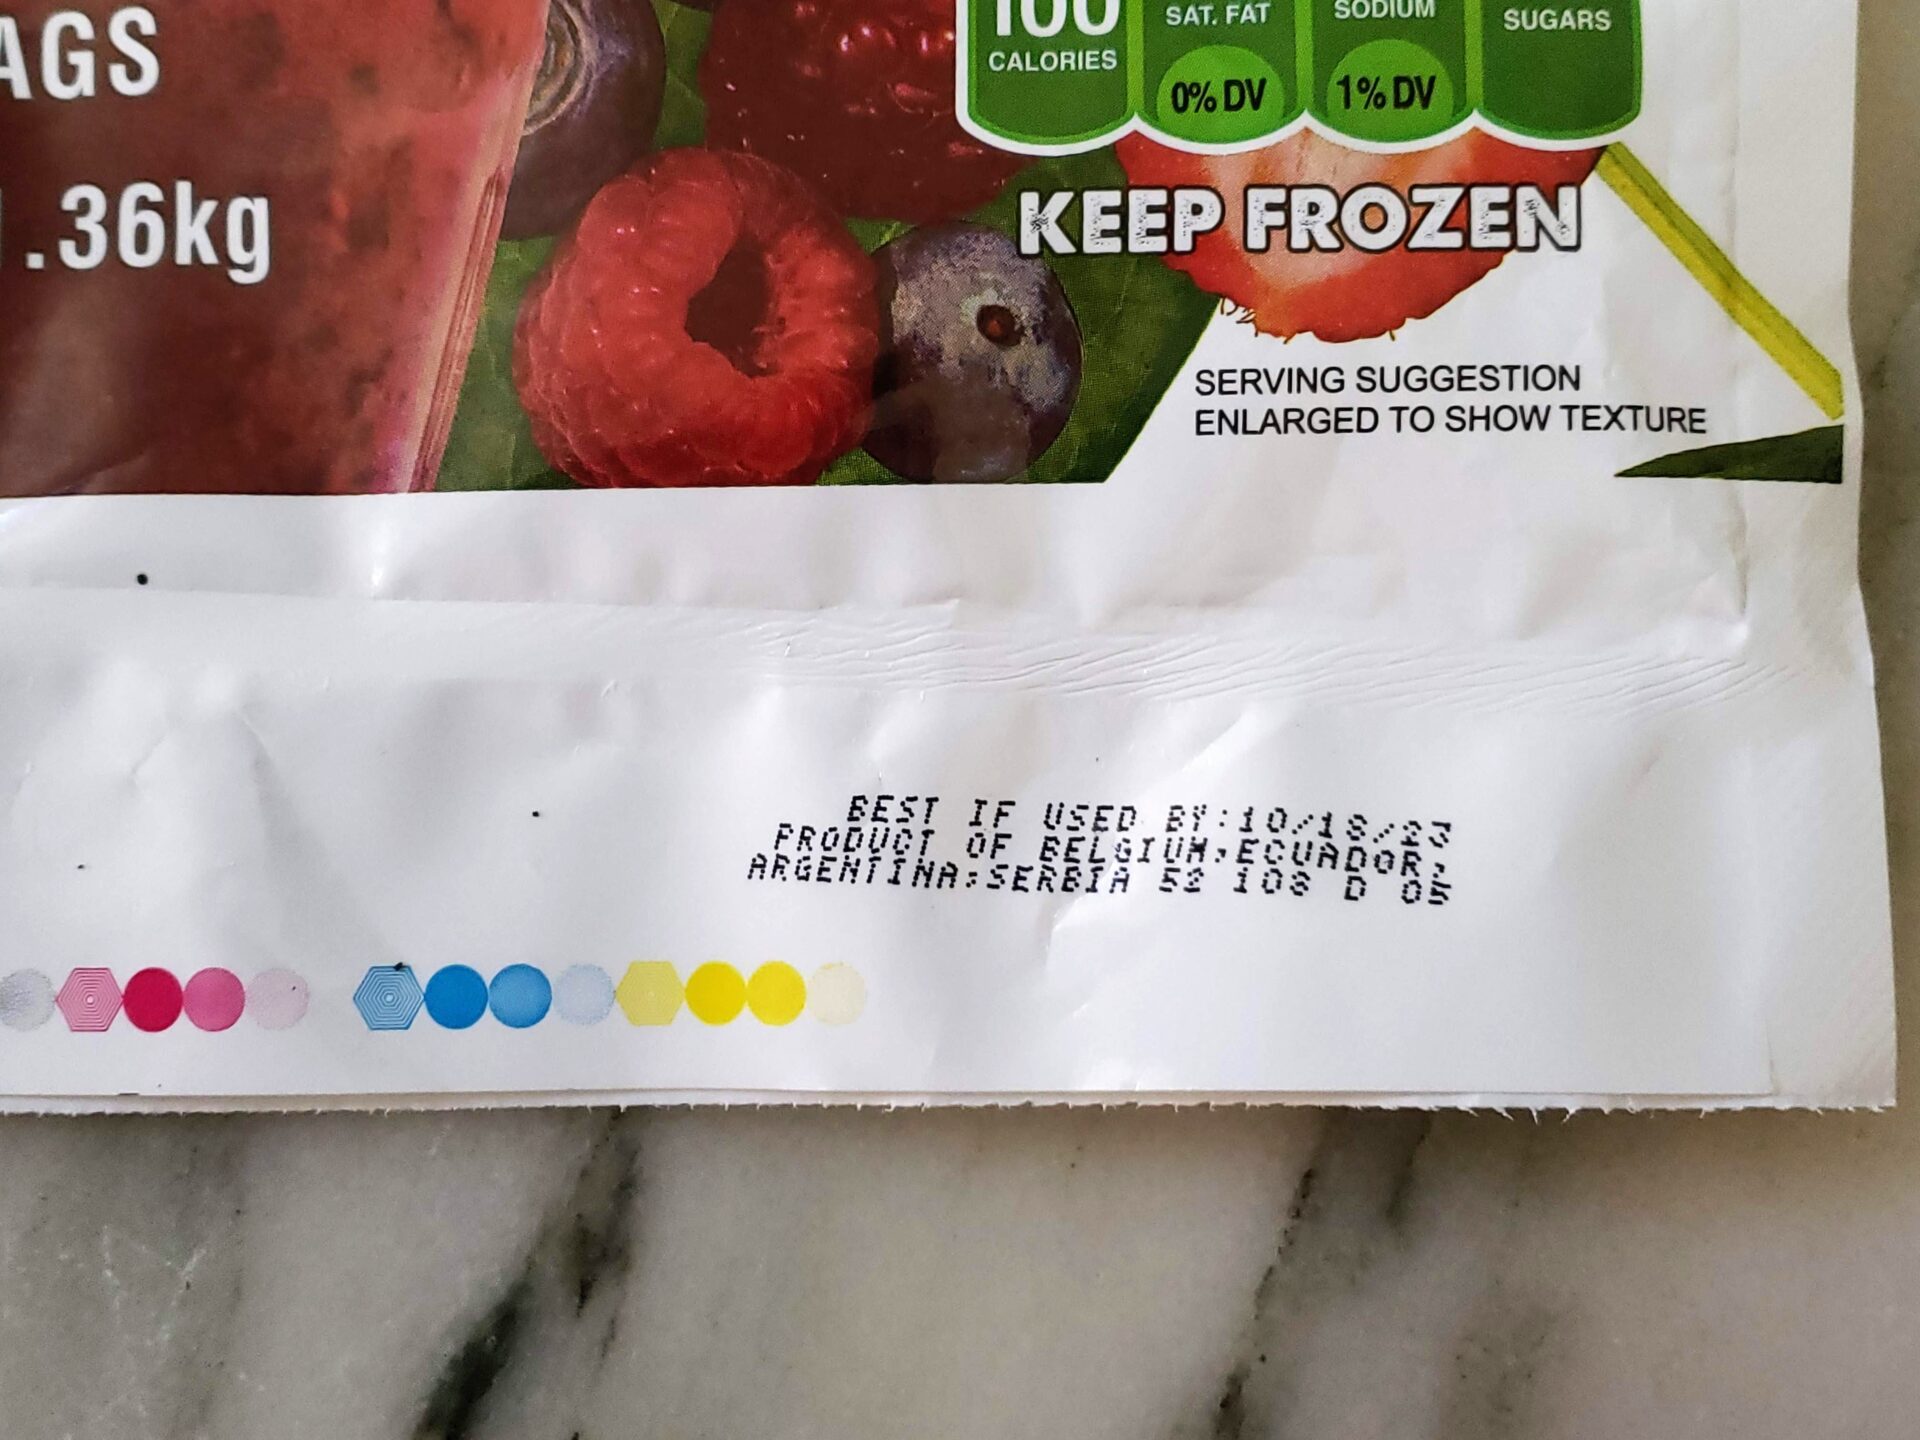 AGS
.36kg
100
CALORIES
SAT. FAT
0% DV
SODIUM
1% DV
SUGARS
KEEP FROZEN
SERVING SUGGESTION
ENLARGED TO SHOW TEXTURE
BEST IF USED BY:10/18/23
PRODUCT OF BELGIUM,ECUADOR,
ARGENTINA,SERBIA 52 108 D 05